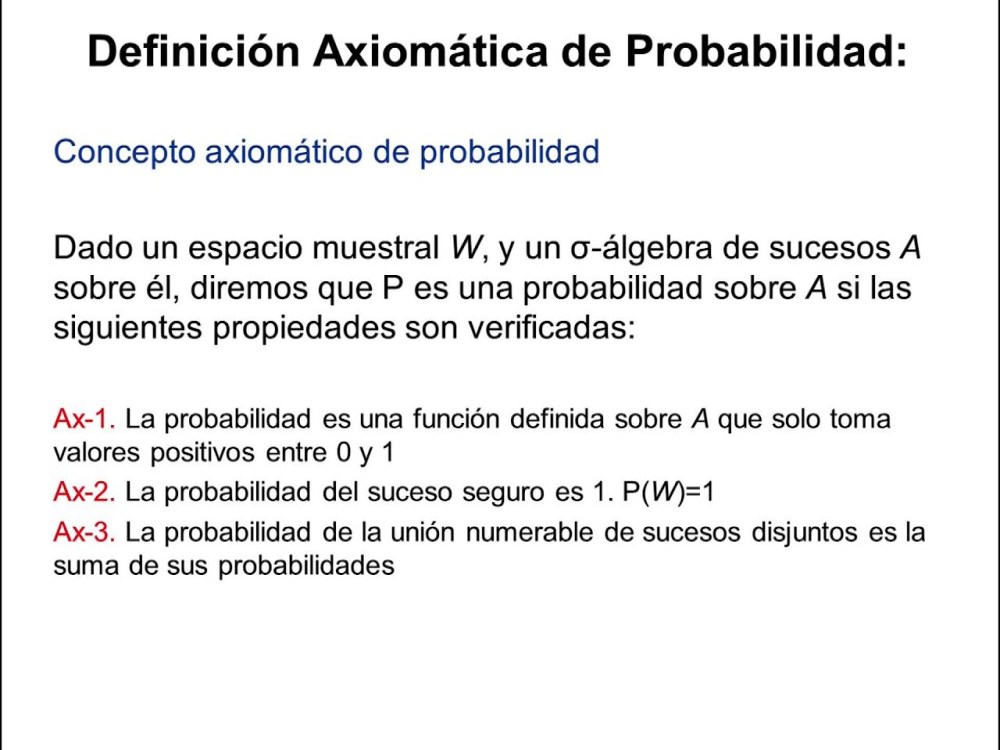 Definición Axiomática de Probabilidad:
Concepto axiomático de probabilidad
Dado un espacio muestral W, y un σ-álgebra de sucesos A
sobre él, diremos que P es una probabilidad sobre A si las
siguientes propiedades son verificadas:
Ax-1. La probabilidad es una función definida sobre A que solo toma
valores positivos entre 0 y 1
Ax-2. La probabilidad del suceso seguro es 1. P(W)=1
Ax-3. La probabilidad de la unión numerable de sucesos disjuntos es la
suma de sus probabilidades